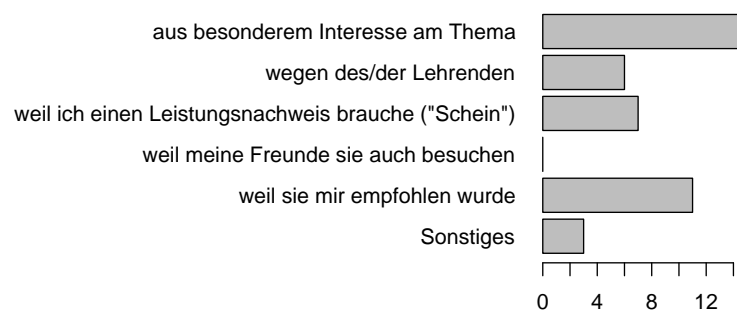 aus besonderem Interesse am Thema
wegen des/der Lehrenden
weil ich einen Leistungsnachweis brauche ("Schein")
weil meine Freunde sie auch besuchen
weil sie mir empfohlen wurde
Sonstiges
0 4 8 12